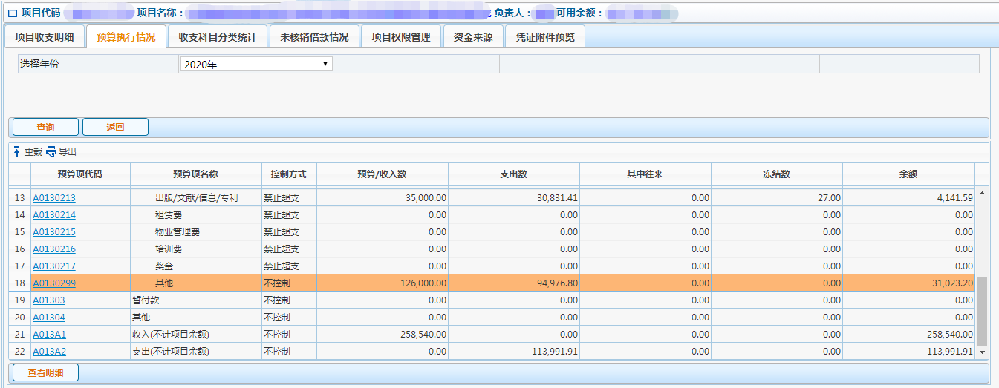 项目代码 项目名称： 负责人： 可用余额：
项目收支明细 预算执行情况 收支科目分类统计 未核销借款情况 项目权限管理 资金来源 凭证附件预览
选择年份 2020年
查询 返回
重载 导出
预算项代码 预算项名称 控制方式 预算/收入数 支出数 其中往来 冻结数 余额
13 A0130213 出版/文献/信息/专利 禁止超支 35,000.00 30,831.41 0.00 27.00 4,141.59
14 A0130214 租赁费 禁止超支 0.00 0.00 0.00 0.00 0.00
15 A0130215 物业管理费 禁止超支 0.00 0.00 0.00 0.00 0.00
16 A0130216 培训费 禁止超支 0.00 0.00 0.00 0.00 0.00
17 A0130217 奖金 禁止超支 0.00 0.00 0.00 0.00 0.00
18 A0130299 其他 不控制 126,000.00 94,976.80 0.00 0.00 31,023.20
19 A01303 暂付款 不控制 0.00 0.00 0.00 0.00 0.00
20 A01304 其他 不控制 0.00 0.00 0.00 0.00 0.00
21 A013A1 收入(不计项目余额) 不控制 258,540.00 0.00 0.00 0.00 258,540.00
22 A013A2 支出(不计项目余额) 不控制 0.00 113,991.91 0.00 0.00 -113,991.91
查看明细